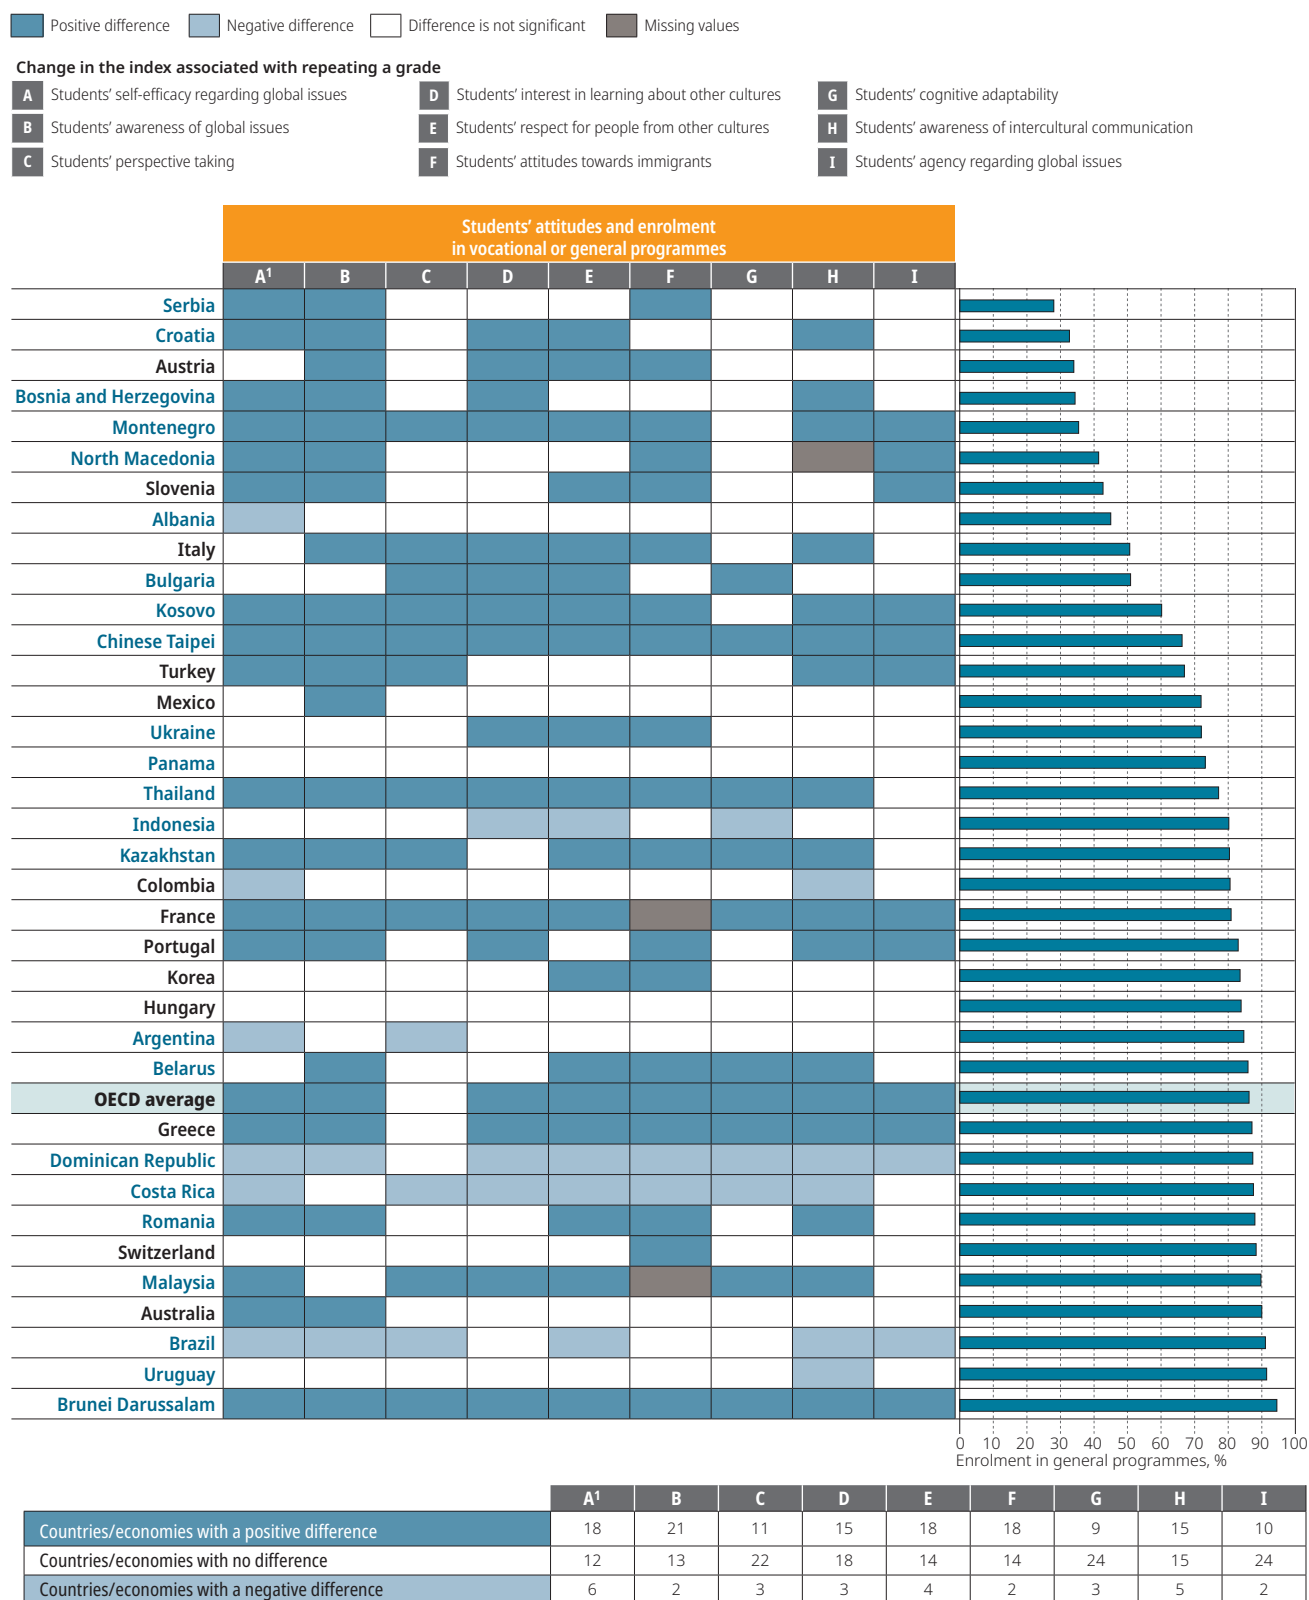 Positive difference Negative difference Difference is not significant Missing values
Change in the index associated with repeating a grade
A Students' self-efficacy regarding global issues D Students' interest in learning about other cultures G Students' cognitive adaptability
B Students' awareness of global issues E Students' respect for people from other cultures H Students' awareness of intercultural communication
C Students' perspective taking F Students' attitudes towards immigrants I Students' agency regarding global issues
Students' attitudes and enrolment
in vocational or general programmes
A¹ B C D E F G H I
Serbia
Croatia
Austria
Bosnia and Herzegovina
Montenegro
North Macedonia
Slovenia
Albania
Italy
Bulgaria
Kosovo
Chinese Taipei
Turkey
Mexico
Ukraine
Panama
Thailand
Indonesia
Kazakhstan
Colombia
France
Portugal
Korea
Hungary
Argentina
Belarus
OECD average
Greece
Dominican Republic
Costa Rica
Romania
Switzerland
Malaysia
Australia
Brazil
Uruguay
Brunei Darussalam
0 10 20 30 40 50 60 70 80 90 100
Enrolment in general programmes, %
A¹ B C D E F G H I
Countries/economies with a positive difference 18 21 11 15 18 18 9 15 10
Countries/economies with no difference 12 13 22 18 14 14 24 15 24
Countries/economies with a negative difference 6 2 3 3 4 2 3 5 2